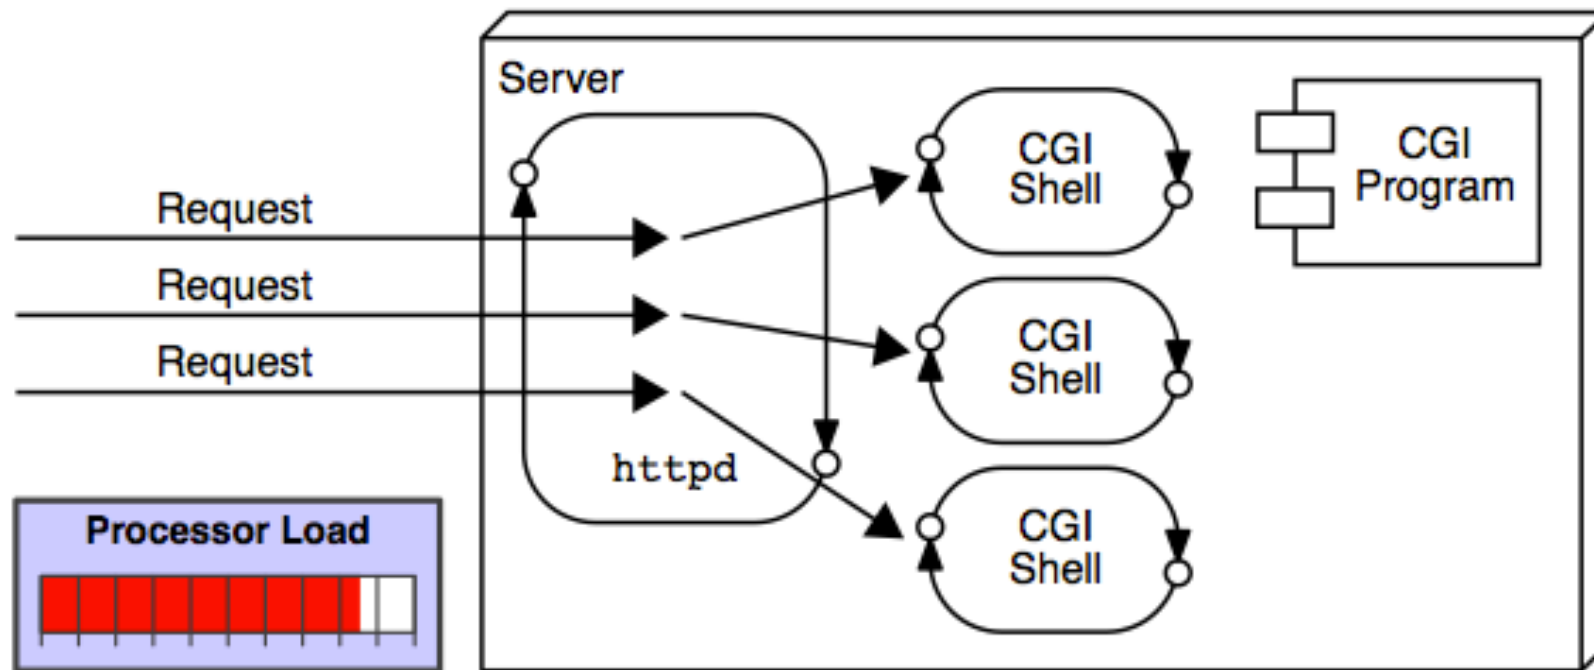 Server
Request
Request
Request
httpd
CGI
Shell
CGI
Shell
CGI
Shell
CGI
Program
Processor Load